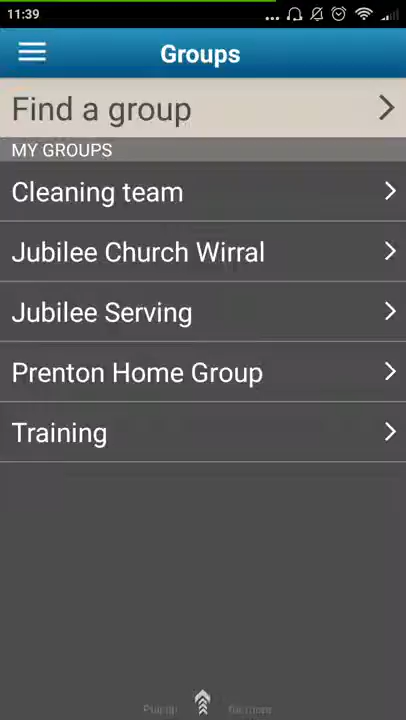 11:39
Groups
Find a group
MY GROUPS
Cleaning team
Jubilee Church Wirral
Jubilee Serving
Prenton Home Group
Training